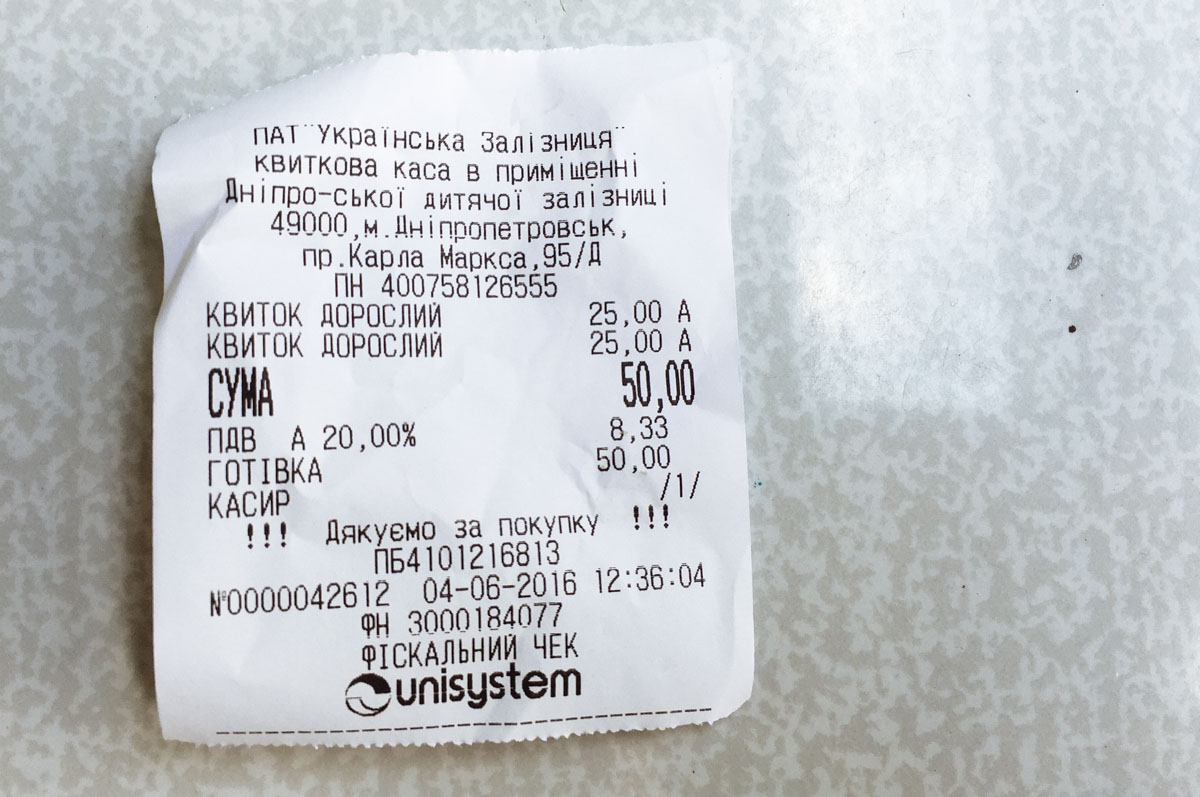 ПАТ "Українська Залізниця"
квиткова каса в приміщенні
Дніпро-ської дитячої залізниці
49000,м.Дніпропетровськ,
пр.Карла Маркса,95/Д
ПН 400758126555
КВИТОК ДОРОСЛИЙ 25,00 А
КВИТОК ДОРОСЛИЙ 25,00 А
СУМА 50,00
ПДВ А 20,00% 8,33
ГОТІВКА 50,00
КАСИР /1/
!!! Дякуємо за покупку !!!
ПБ4101216813
№0000042612 04-06-2016 12:36:04
ФН 3000184077
ФІСКАЛЬНИЙ ЧЕК
unisystem